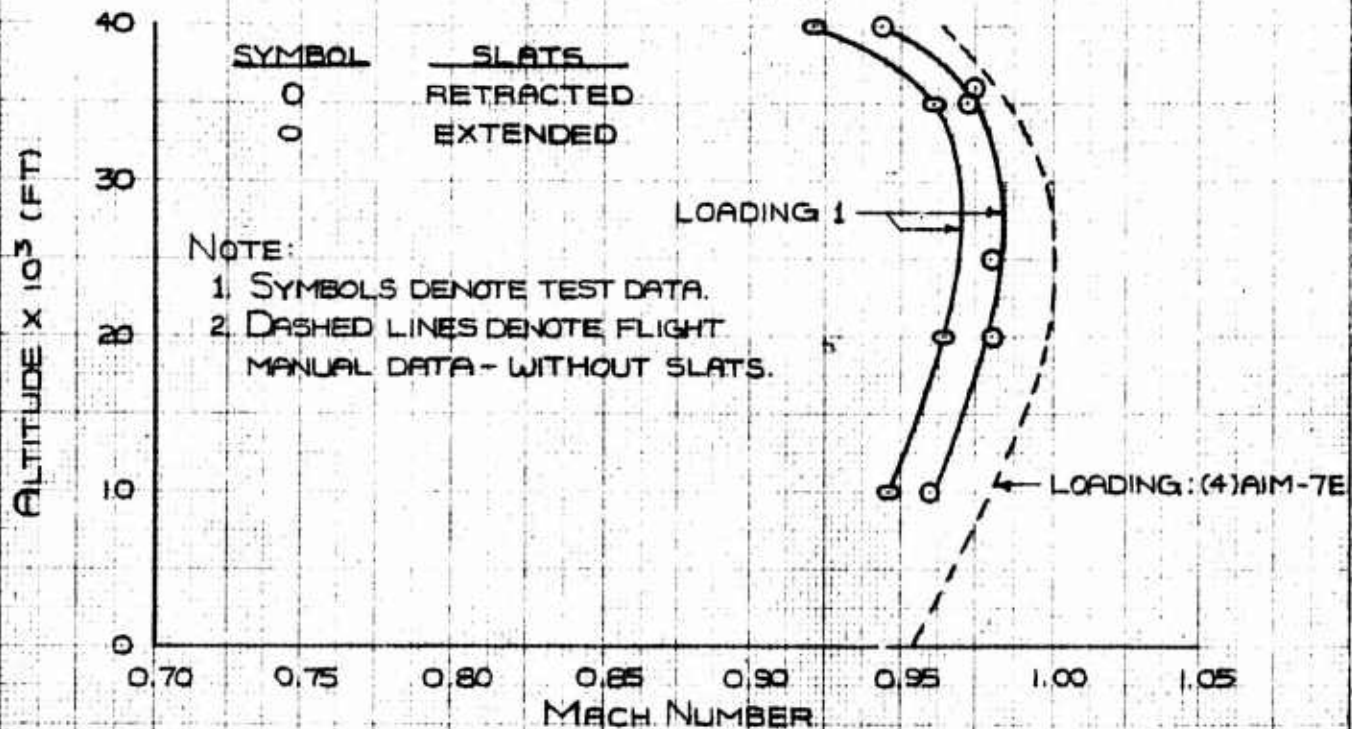 40
SYMBOL SLATS
O RETRACTED
O EXTENDED
30
LOADING 1
NOTE:
1. SYMBOLS DENOTE TEST DATA.
2. DASHED LINES DENOTE FLIGHT
MANUAL DATA - WITHOUT SLATS.
20
10
LOADING: (4)AIM-7E
0
ALTITUDE X 10³ (FT)
0.70 0.75 0.80 0.85 0.90 0.95 1.00 1.05
MACH NUMBER